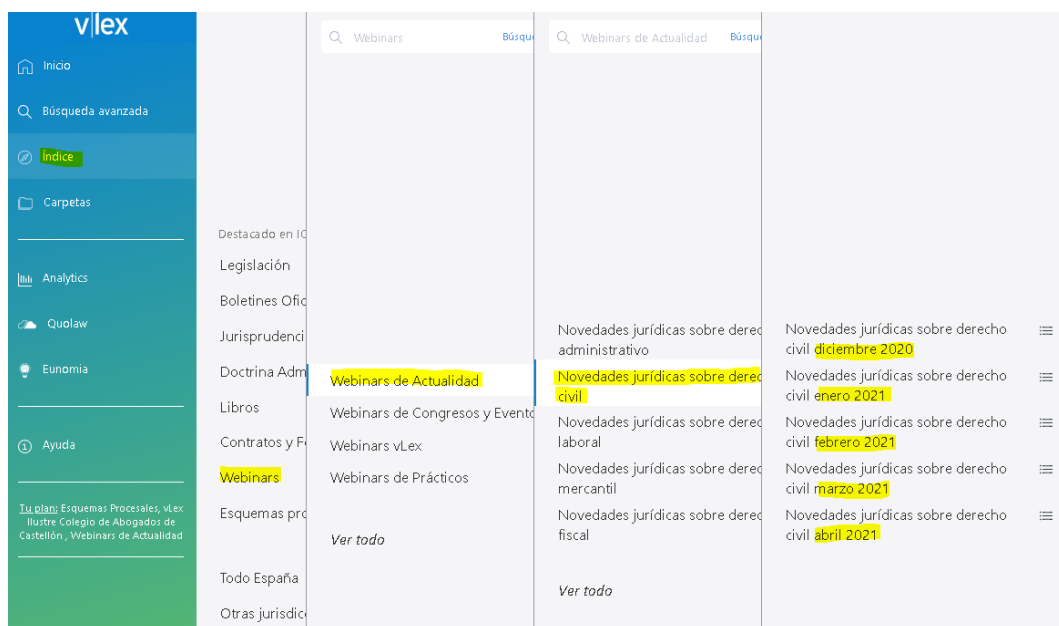 v|lex
Inicio
Búsqueda avanzada
Índice
Carpetas
Analytics
Quolaw
Eunomia
Ayuda
Tu plan: Esquemas Procesales, vLex
Ilustre Colegio de Abogados de
Castellón , Webinars de Actualidad
Destacado en IC
Legislación
Boletines Ofic
Jurisprudenci
Doctrina Adm
Libros
Contratos y F
Webinars
Esquemas pro
Todo España
Otras jurisdic
Webinars
Búsqu
Webinars de Actualidad
Webinars de Congresos y Evento
Webinars vLex
Webinars de Prácticos
Ver todo
Webinars de Actualidad
Búsqu
Novedades jurídicas sobre derec
administrativo
Novedades jurídicas sobre derec
civil
Novedades jurídicas sobre derec
laboral
Novedades jurídicas sobre derec
mercantil
Novedades jurídicas sobre derec
fiscal
Ver todo
Novedades jurídicas sobre derecho
civil diciembre 2020
Novedades jurídicas sobre derecho
civil enero 2021
Novedades jurídicas sobre derecho
civil febrero 2021
Novedades jurídicas sobre derecho
civil marzo 2021
Novedades jurídicas sobre derecho
civil abril 2021